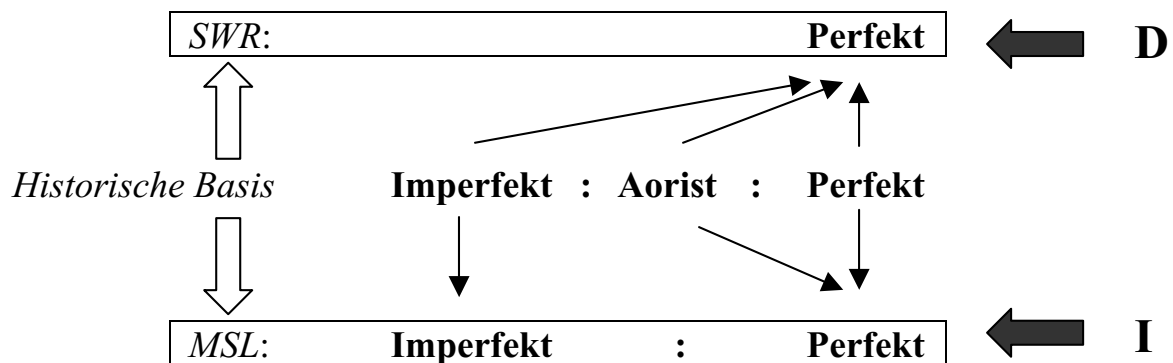 SWR: Perfekt D
Historische Basis Imperfekt : Aorist : Perfekt
MSL: Imperfekt : Perfekt I